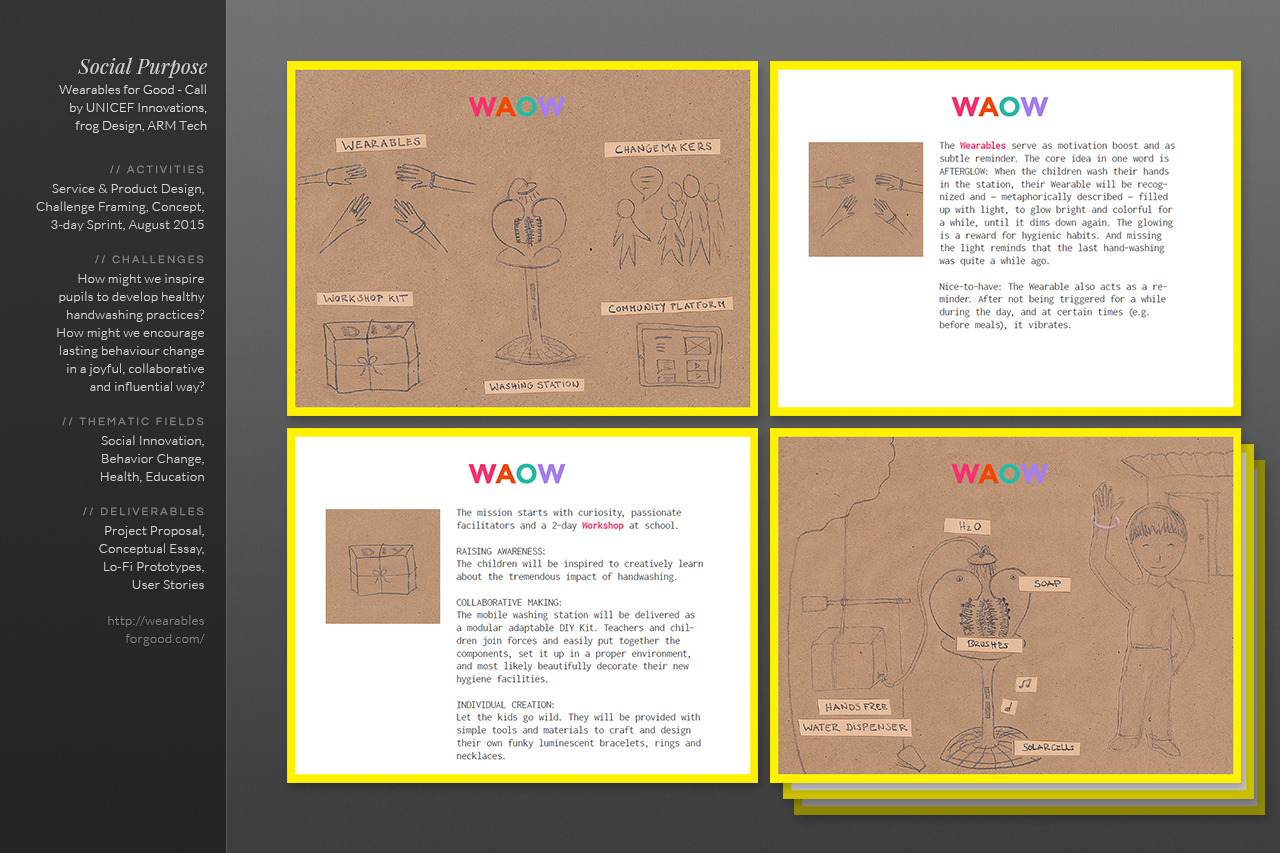 Social Purpose
Wearables for Good - Call
by UNICEF Innovations,
frog Design, ARM Tech
// ACTIVITIES
Service & Product Design,
Challenge Framing, Concept,
3-day Sprint, August 2015
// CHALLENGES
How might we inspire
pupils to develop healthy
handwashing practices?
How might we encourage
lasting behaviour change
in a joyful, collaborative
and influential way?
// THEMATIC FIELDS
Social Innovation,
Behavior Change,
Health, Education
// DELIVERABLES
Project Proposal,
Conceptual Essay,
Lo-Fi Prototypes,
User Stories
http://wearables
forgood.com/
WAOW
WEARABLES
CHANGEMAKERS
WORKSHOP KIT
DIY
COMMUNITY PLATFORM
WASHING STATION
WAOW
The Wearables serve as motivation boost and as
subtle reminder. The core idea in one word is
AFTERGLOW: When the children wash their hands
in the station, their Wearable will be recog-
nized and – metaphorically described – filled
up with light, to glow bright and colorful for
a while, until it dims down again. The glowing
is a reward for hygienic habits. And missing
the light reminds that the last hand-washing
was quite a while ago.
Nice-to-have: The Wearable also acts as a re-
minder. After not being triggered for a while
during the day, and at certain times (e.g.
before meals), it vibrates.
WAOW
DIY
The mission starts with curiosity, passionate
facilitators and a 2-day Workshop at school.
RAISING AWARENESS:
The children will be inspired to creatively learn
about the tremendous impact of handwashing.
COLLABORATIVE MAKING:
The mobile washing station will be delivered as
a modular adaptable DIY Kit. Teachers and chil-
dren join forces and easily put together the
components, set it up in a proper environment,
and most likely beautifully decorate their new
hygiene facilities.
INDIVIDUAL CREATION:
Let the kids go wild. They will be provided with
simple tools and materials to craft and design
their own funky luminescent bracelets, rings and
necklaces.
WAOW
H2O
SOAP
BRUSHES
HANDSFREE
WATER DISPENSER
SOLARCELLS